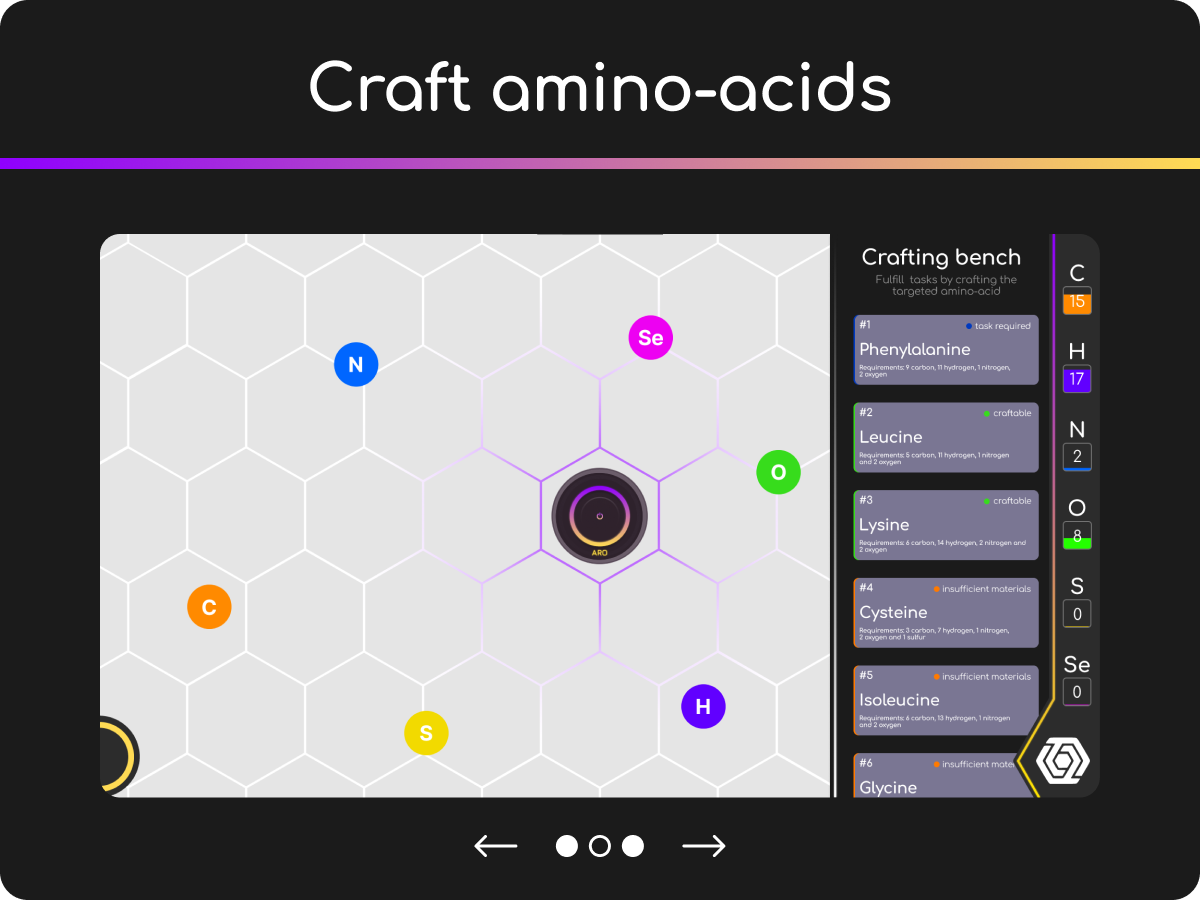 Craft amino-acids
N
Se
O
C
S
H
ARO
Crafting bench
Fulfill tasks by crafting the
targeted amino-acid
#1
task required
Phenylalanine
Requirements: 9 carbon, 11 hydrogen, 1 nitrogen,
2 oxygen
#2
craftable
Leucine
Requirements: 5 carbon, 11 hydrogen, 1 nitrogen
and 2 oxygen
#3
craftable
Lysine
Requirements: 6 carbon, 14 hydrogen, 2 nitrogen and
2 oxygen
#4
insufficient materials
Cysteine
Requirements: 3 carbon, 7 hydrogen, 1 nitrogen,
2 oxygen and 1 sulfur
#5
insufficient materials
Isoleucine
Requirements: 6 carbon, 13 hydrogen, 1 nitrogen
and 2 oxygen
#6
insufficient mate
Glycine
C
15
H
17
N
2
O
8
S
0
Se
0